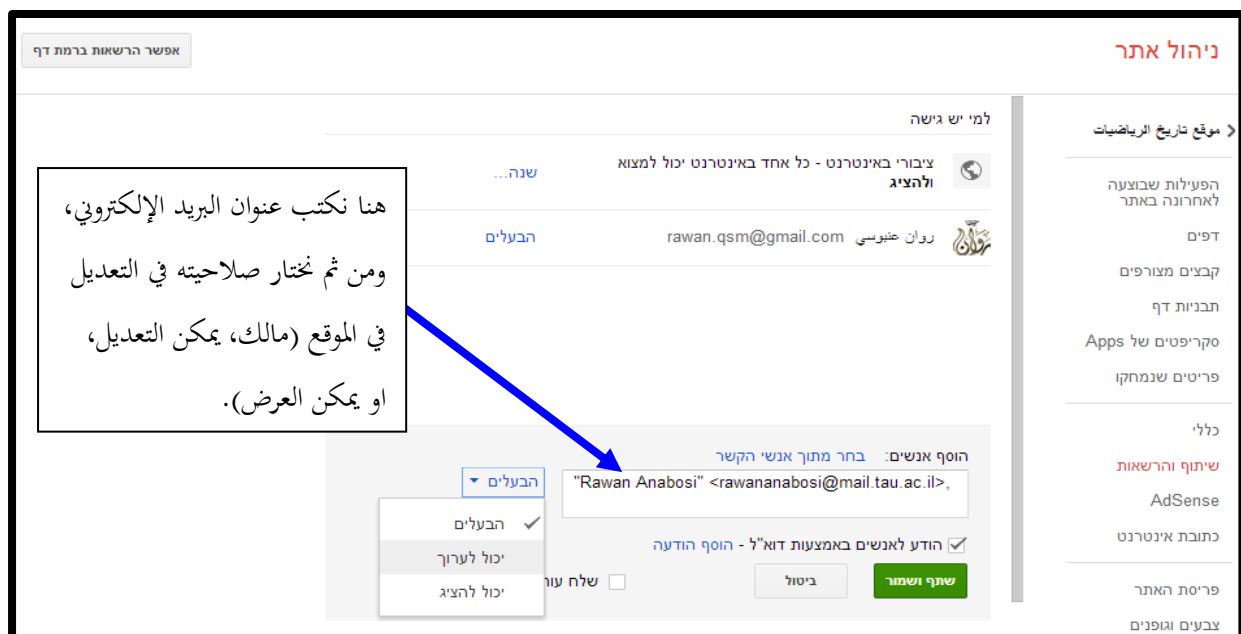 ניהול אתר
אפשר הרשאות ברמת דף
< موقع تاريخ الرياضيات
הפעילות שבוצעה
לאחרונה באתר
דפים
קבצים מצורפים
תבניות דף
סקריפטים של Apps
פריטים שנמחקו
כללי
שיתוף והרשאות
AdSense
כתובת אינטרנט
פריסת האתר
צבעים וגופנים
למי יש גישה
ציבורי באינטרנט - כל אחד באינטרנט יכול למצוא
ולהציג
שנה...
روان عنبوسي rawan.qsm@gmail.com
הבעלים
هنا نكتب عنوان البريد الإلكتروني،
ومن ثم نختار صلاحيته في التعديل
في الموقع (مالك، يمكن التعديل،
او يمكن العرض).
הוסף אנשים: בחר מתוך אנשי הקשר
"Rawan Anabosi" <rawananabosi@mail.tau.ac.il>,
הבעלים
הבעלים
יכול לערוך
יכול להציג
הודע לאנשים באמצעות דוא"ל - הוסף הודעה
שתף ושמור
ביטול
שלח